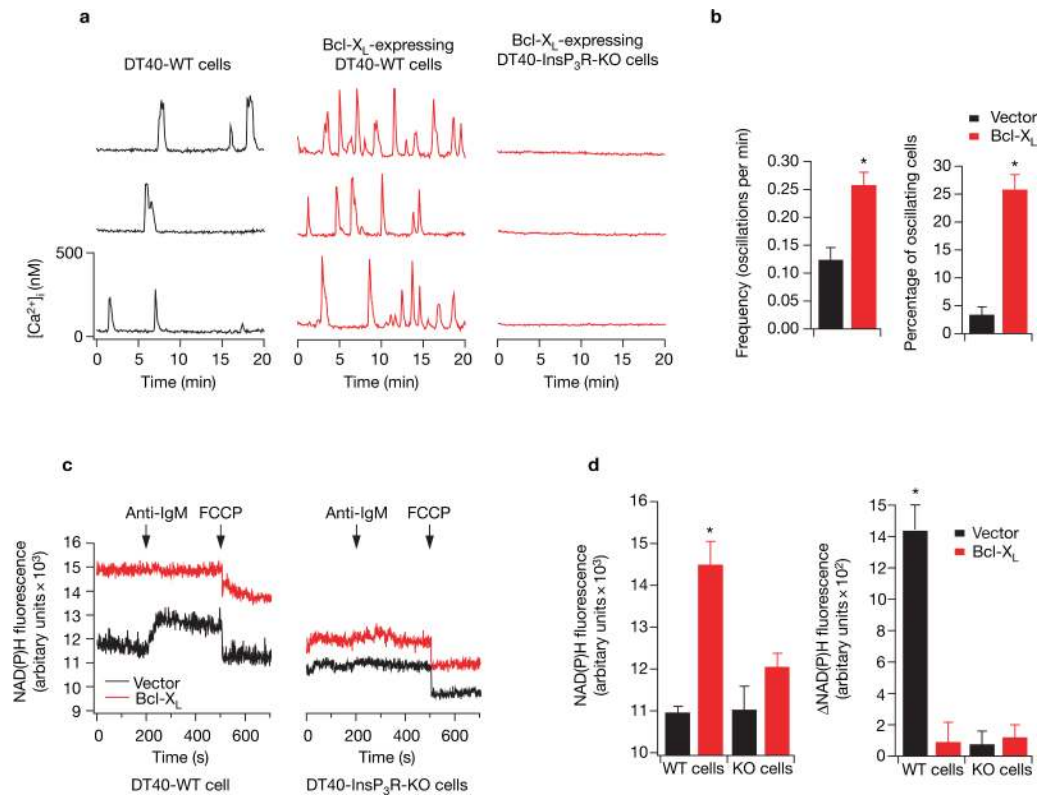 a
DT40-WT cells
Bcl-XL-expressing
DT40-WT cells
Bcl-XL-expressing
DT40-InsP3R-KO cells
500
[Ca2+]i (nM)
0
0 5 10 15 20
0 5 10 15 20
0 5 10 15 20
Time (min)
Time (min)
Time (min)
b
Vector
Bcl-XL
Frequency (oscillations per min)
0.30
0.25
0.20
0.15
0.10
0.05
0.00
*
Percentage of oscillating cells
30
25
20
15
10
5
0
*
c
Anti-IgM
FCCP
Anti-IgM
FCCP
NAD(P)H fluorescence
(arbitary units × 103)
16
15
14
13
12
11
10
9
Vector
Bcl-XL
0 200 400 600
0 200 400 600
Time (s)
Time (s)
DT40-WT cell
DT40-InsP3R-KO cells
d
NAD(P)H fluorescence
(arbitary units × 103)
16
15
14
13
12
11
10
*
WT cells KO cells
ΔNAD(P)H fluorescence
(arbitary units × 102)
15
14
12
10
8
6
4
2
0
*
Vector
Bcl-XL
WT cells KO cells